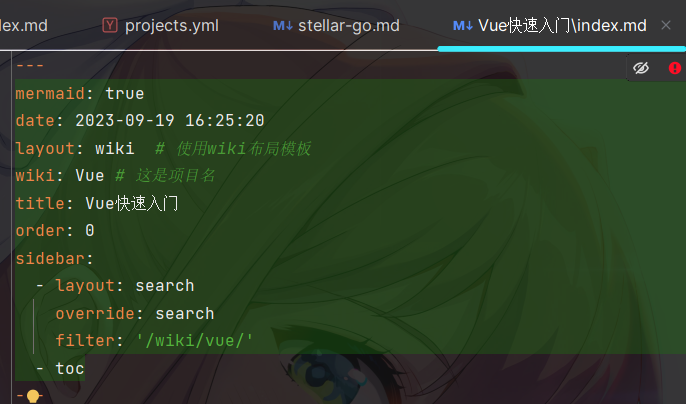 ex.md projects.yml stellar-go.md Vue快速入门\index.md
---
mermaid: true
date: 2023-09-19 16:25:20
layout: wiki # 使用wiki布局模板
wiki: Vue # 这是项目名
title: Vue快速入门
order: 0
sidebar:
- layout: search
override: search
filter: '/wiki/vue/'
- toc
-